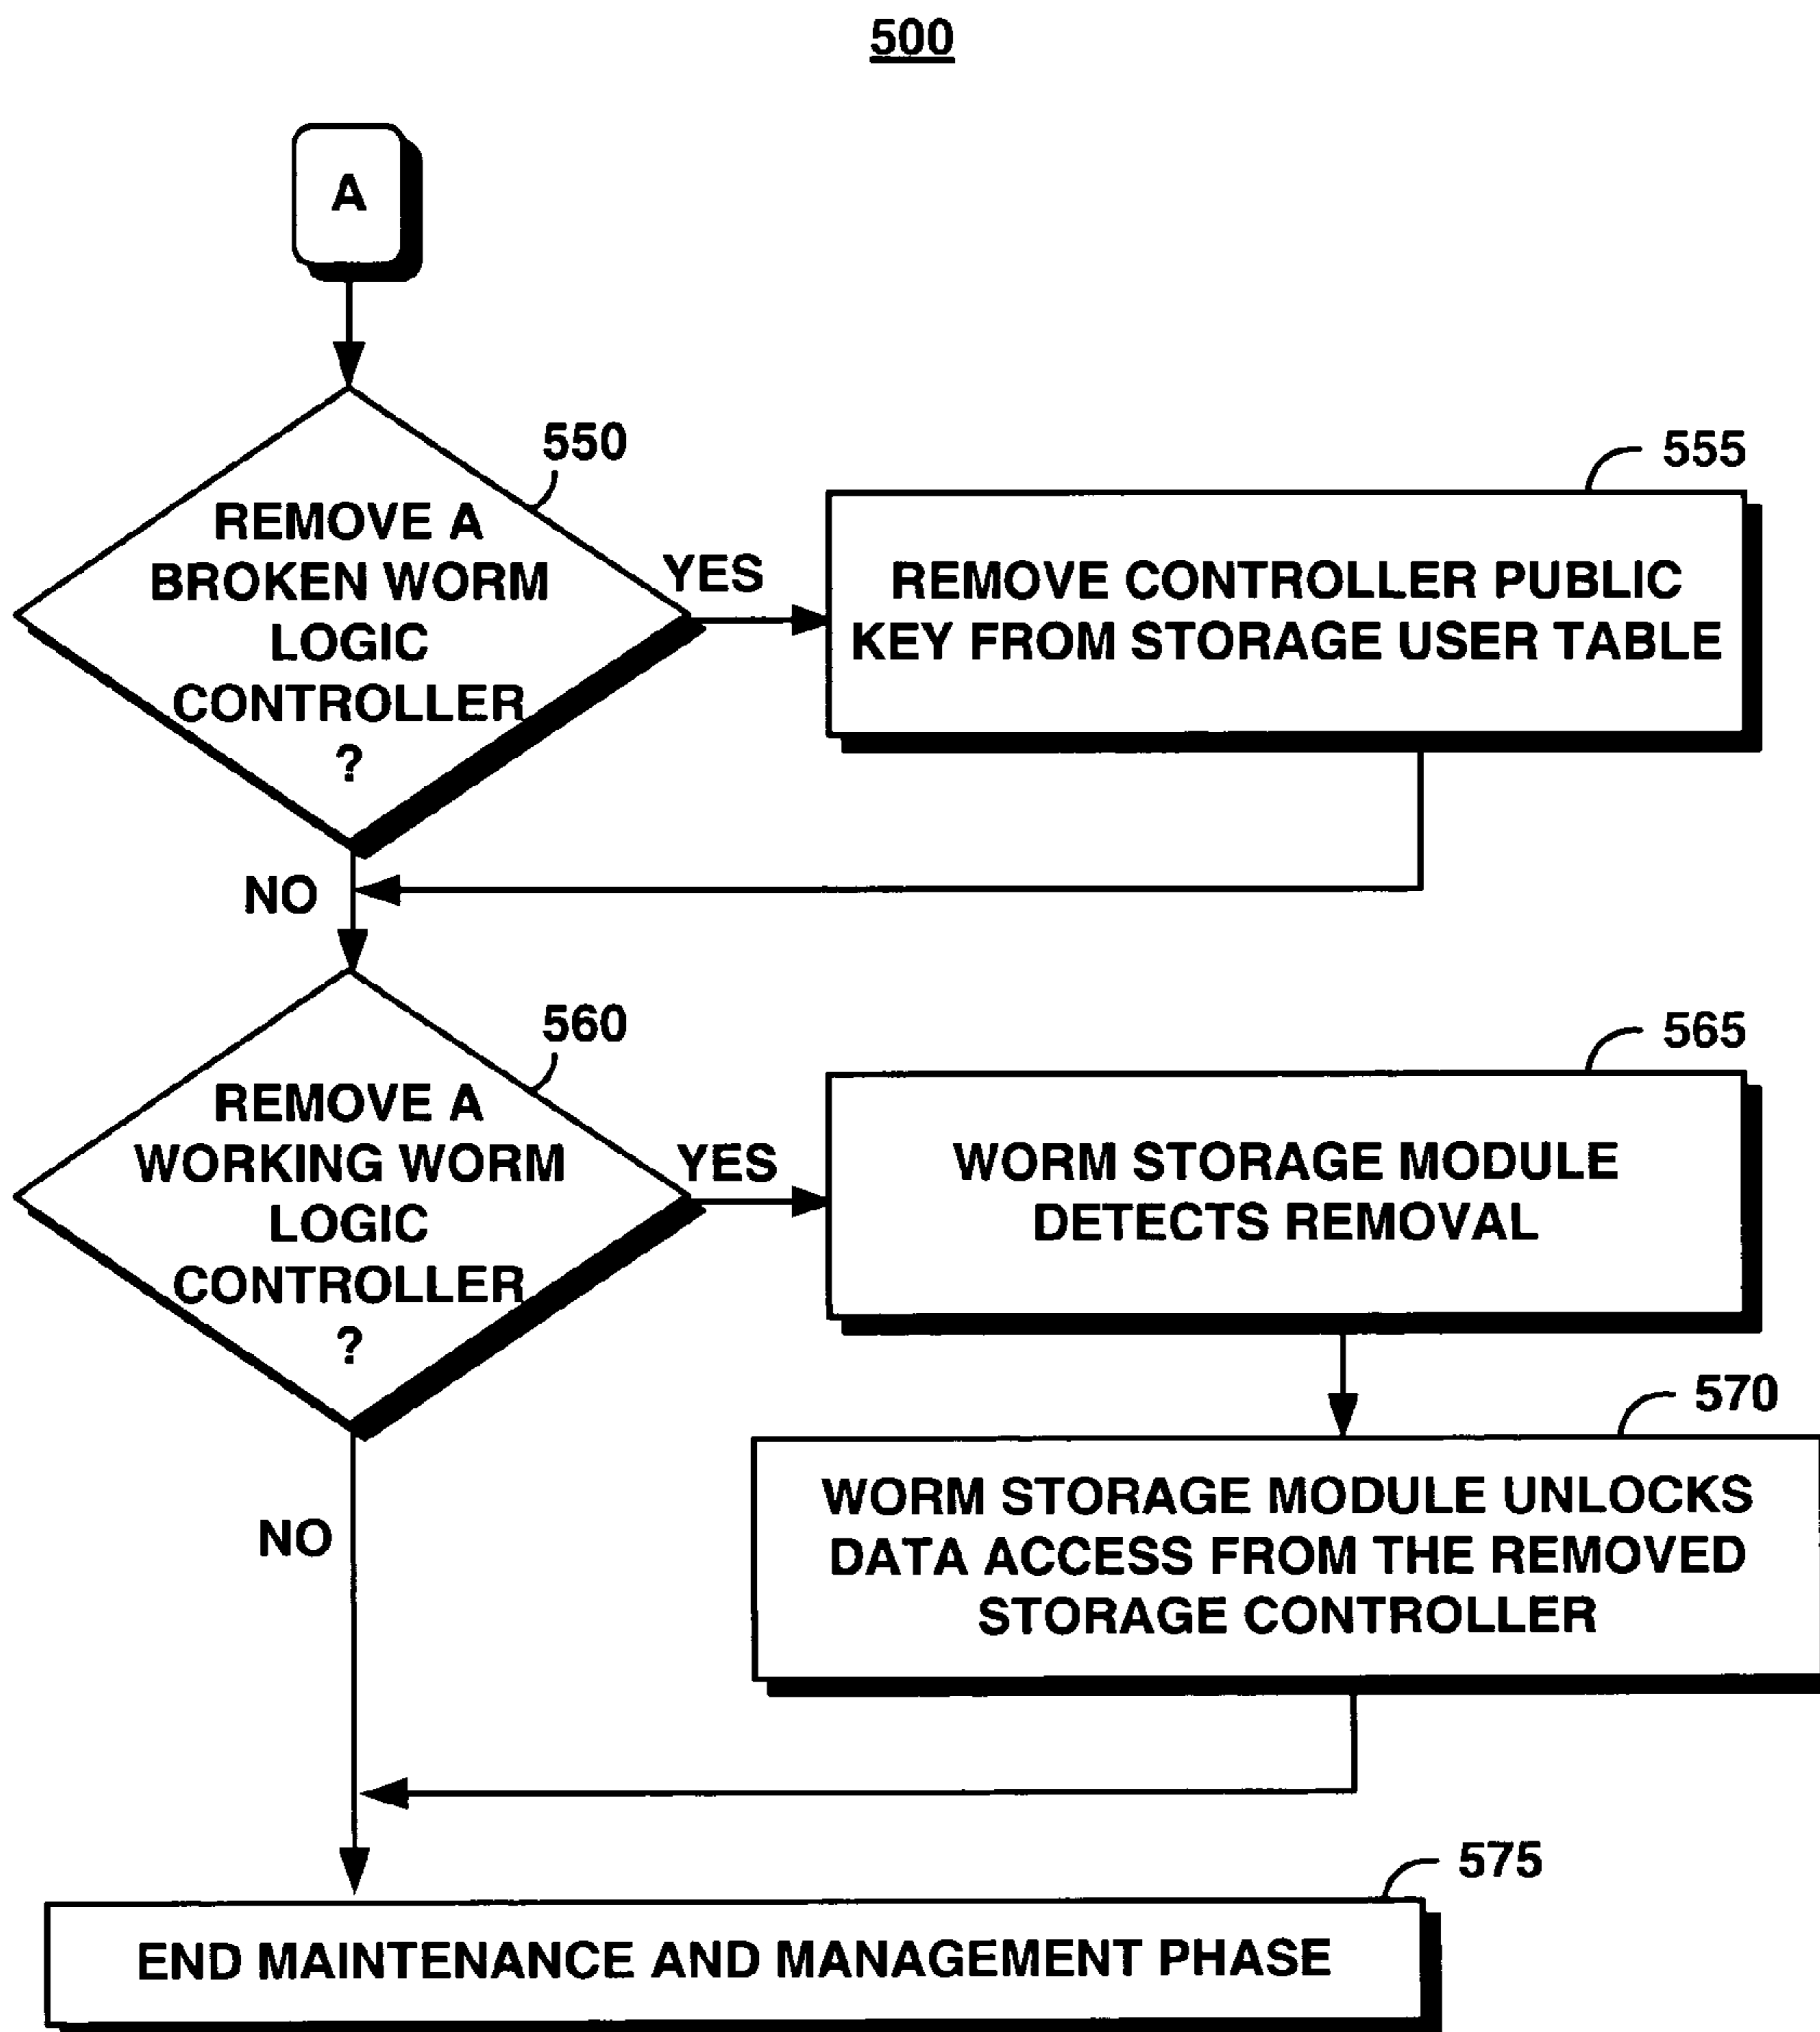 500
A
550
REMOVE A
BROKEN WORM
LOGIC
CONTROLLER
?
YES
555
REMOVE CONTROLLER PUBLIC
KEY FROM STORAGE USER TABLE
NO
560
REMOVE A
WORKING WORM
LOGIC
CONTROLLER
?
YES
565
WORM STORAGE MODULE
DETECTS REMOVAL
570
WORM STORAGE MODULE UNLOCKS
DATA ACCESS FROM THE REMOVED
STORAGE CONTROLLER
NO
575
END MAINTENANCE AND MANAGEMENT PHASE